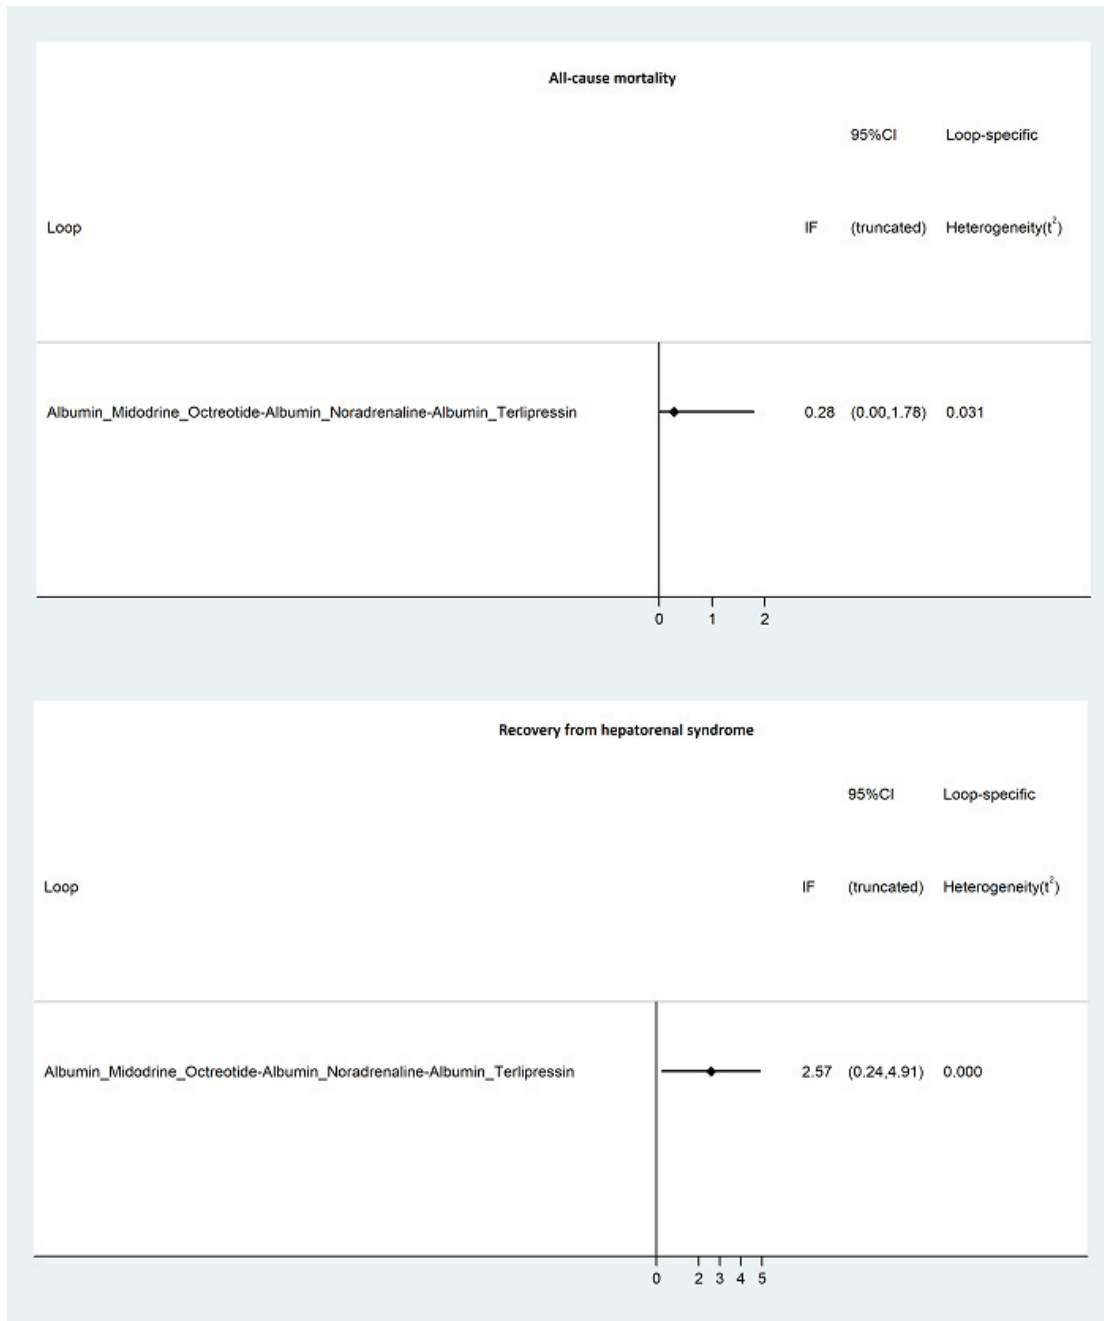 All-cause mortality
95%CI Loop-specific
Loop IF (truncated) Heterogeneity(t²)
Albumin_Midodrine_Octreotide-Albumin_Noradrenaline-Albumin_Terlipressin 0.28 (0.00,1.78) 0.031
0 1 2
Recovery from hepatorenal syndrome
95%CI Loop-specific
Loop IF (truncated) Heterogeneity(t²)
Albumin_Midodrine_Octreotide-Albumin_Noradrenaline-Albumin_Terlipressin 2.57 (0.24,4.91) 0.000
0 2 3 4 5